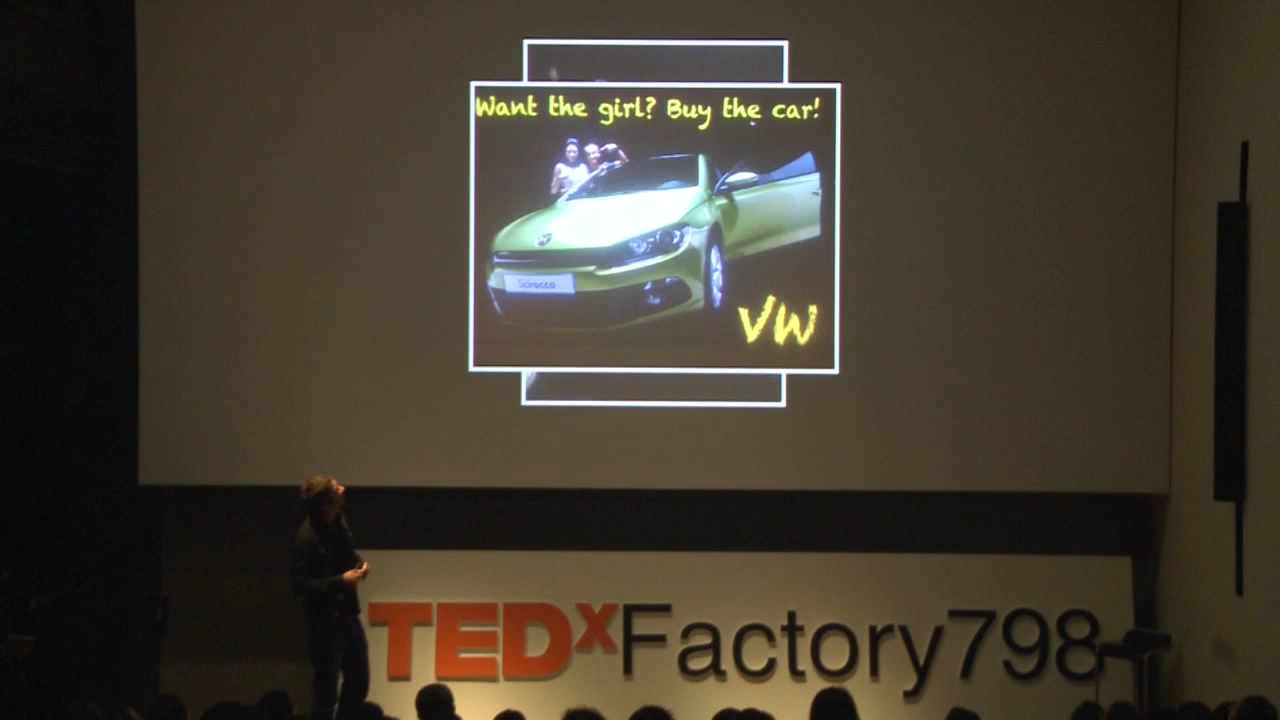 Want the girl? Buy the car!
Scirocco
VW
TEDxFactory798